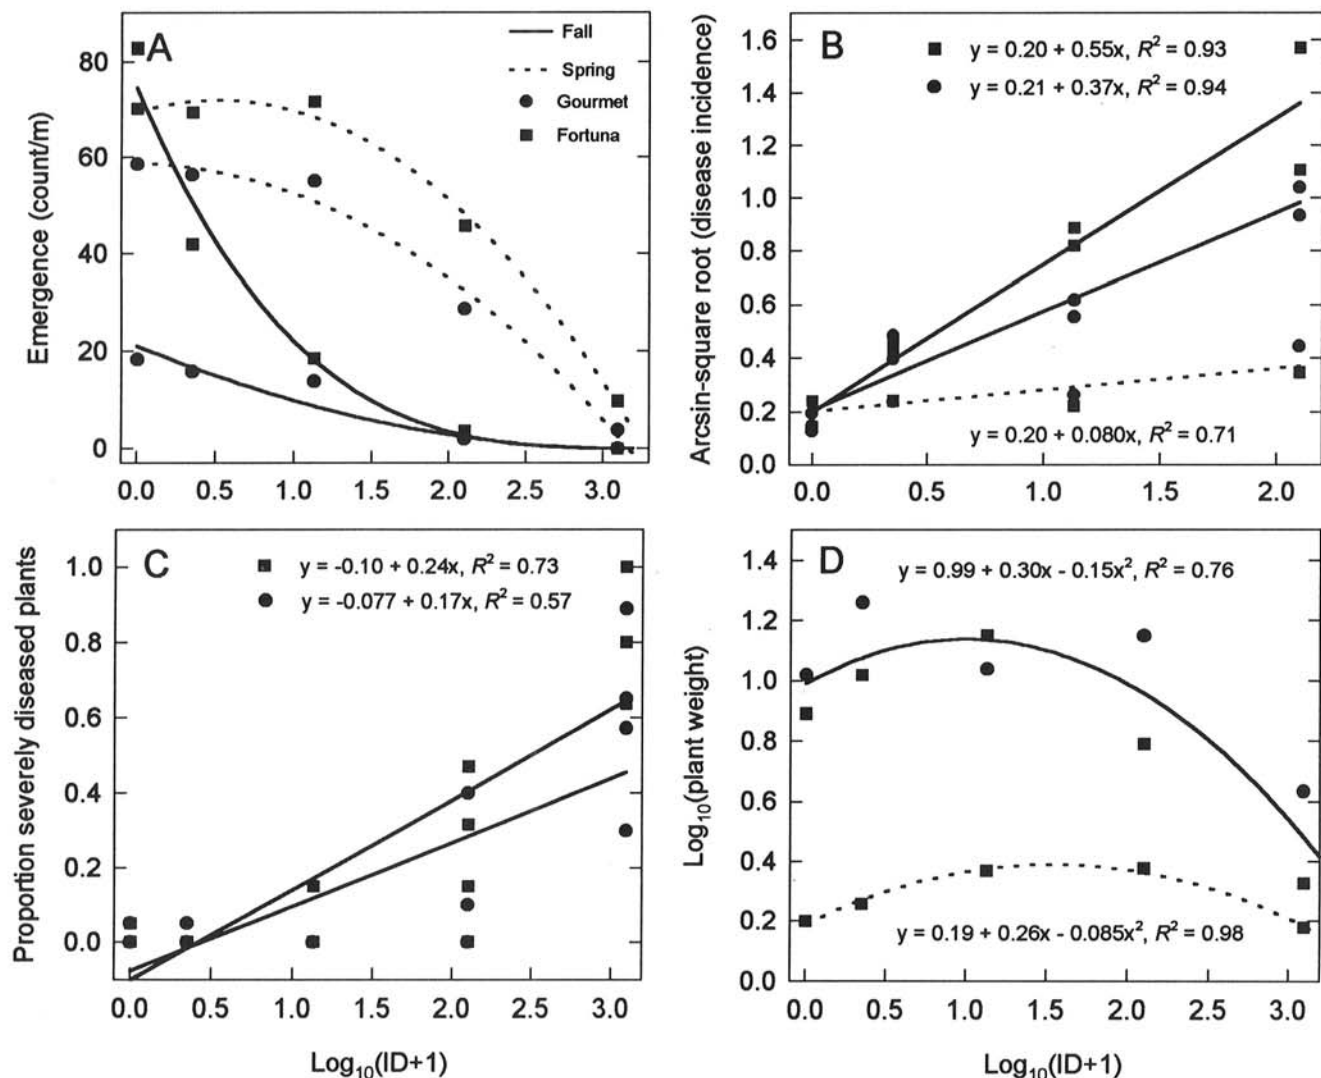 A
Fall
Spring
Gourmet
Fortuna
80
60
40
20
0
Emergence (count/m)
0.0 0.5 1.0 1.5 2.0 2.5 3.0
B
y = 0.20 + 0.55x, R² = 0.93
y = 0.21 + 0.37x, R² = 0.94
y = 0.20 + 0.080x, R² = 0.71
1.6
1.4
1.2
1.0
0.8
0.6
0.4
0.2
0.0
Arcsin-square root (disease incidence)
0.0 0.5 1.0 1.5 2.0
C
y = -0.10 + 0.24x, R² = 0.73
y = -0.077 + 0.17x, R² = 0.57
1.0
0.8
0.6
0.4
0.2
0.0
Proportion severely diseased plants
0.0 0.5 1.0 1.5 2.0 2.5 3.0
Log₁₀(ID+1)
D
y = 0.99 + 0.30x - 0.15x², R² = 0.76
y = 0.19 + 0.26x - 0.085x², R² = 0.98
1.4
1.2
1.0
0.8
0.6
0.4
0.2
0.0
Log₁₀(plant weight)
0.0 0.5 1.0 1.5 2.0 2.5 3.0
Log₁₀(ID+1)